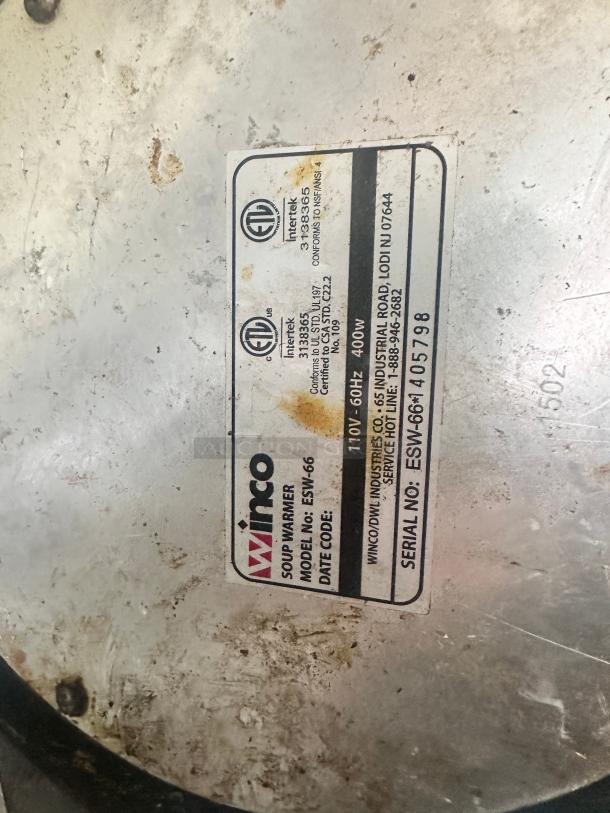 Winco
SOUP WARMER
MODEL No: ESW-66
DATE CODE:
C ETL US
Intertek
3138365
Conforms to UL STD. UL197
Certified to CSA STD. C22.2
No. 109
ETL
Intertek
3138365
CONFORMS TO NSF/ANSI 4
110V - 60Hz 400w
WINCO/DWL INDUSTRIES CO. • 65 INDUSTRIAL ROAD, LODI NJ 07644
SERVICE HOT LINE: 1-888-946-2682
SERIAL NO: ESW-66*1405798
502